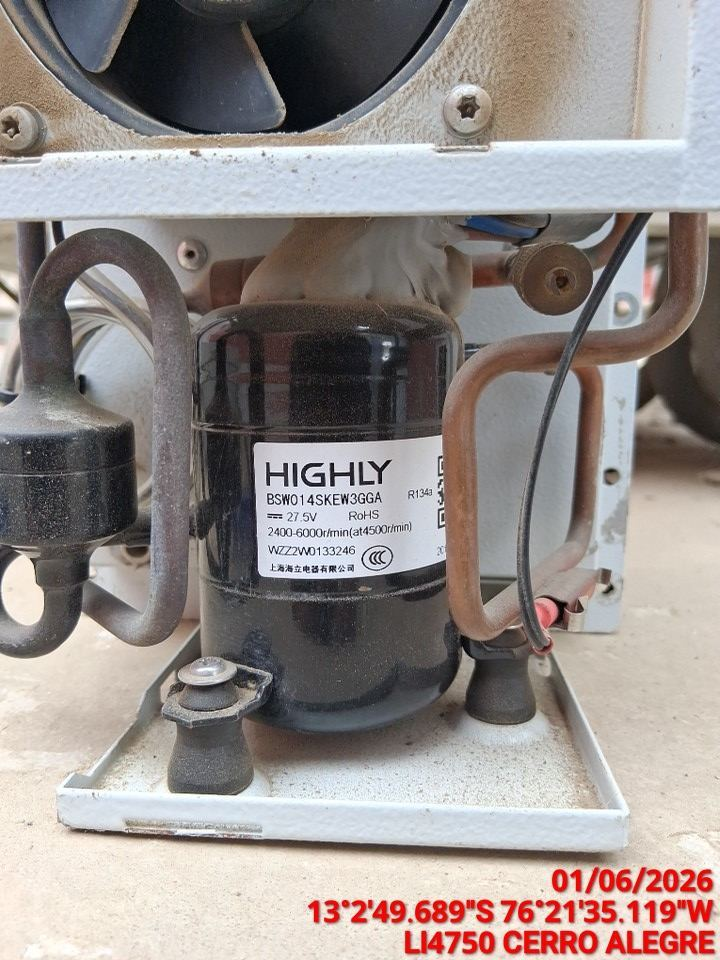 HIGHLY
BSW014SKEW3GGA R134a
27.5V RoHS
2400-6000r/min(at4500r/min)
WZZ2W0133246
上海海立电器有限公司
01/06/2026
13°2'49.689"S 76°21'35.119"W
LI4750 CERRO ALEGRE